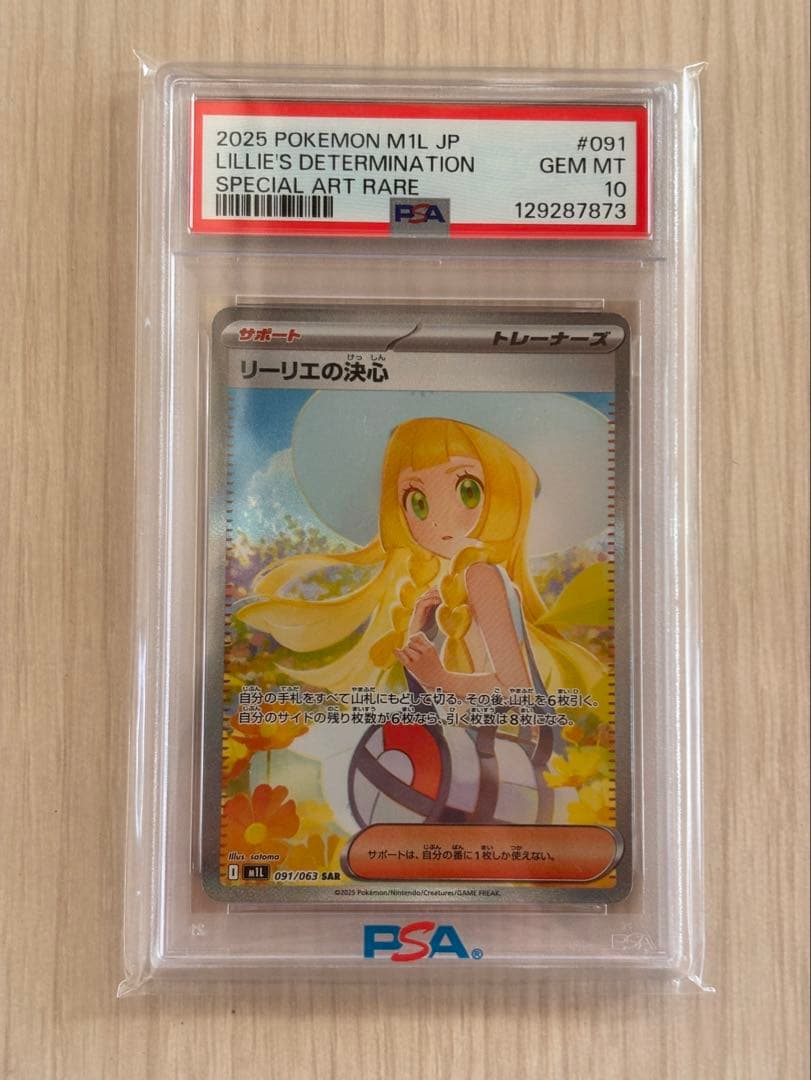 2025 POKEMON M1L JP #091
LILLIE'S DETERMINATION GEM MT
SPECIAL ART RARE 10
PSA 129287873
サポート トレーナーズ
リーリエの決心
自分の手札をすべて山札にもどして切る。その後、山札を6枚引く。
自分のサイドの残り枚数が6枚なら、引く枚数は8枚になる。
サポートは、自分の番に1枚しか使えない。
Illus. satoma
I M1L 091/063 SAR
©2025 Pokémon/Nintendo/Creatures/GAME FREAK.
PSA®
PSA